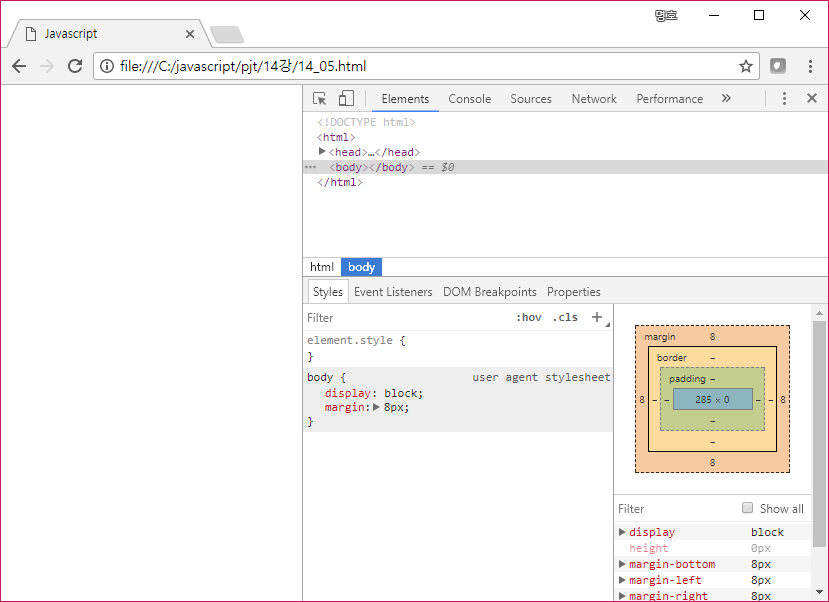 명호
Javascript
file:///C:/javascript/pjt/14강/14_05.html
Elements Console Sources Network Performance »
<!DOCTYPE html>
<html>
<head>…</head>
<body></body> == $0
</html>
html body
Styles Event Listeners DOM Breakpoints Properties
Filter :hov .cls +
element.style {
}
body { user agent stylesheet
display: block;
margin: 8px;
}
margin 8
border –
padding –
8 – – 285 × 0 – – 8
–
–
8
Filter Show all
display block
height 0px
margin-bottom 8px
margin-left 8px
margin-right 8px